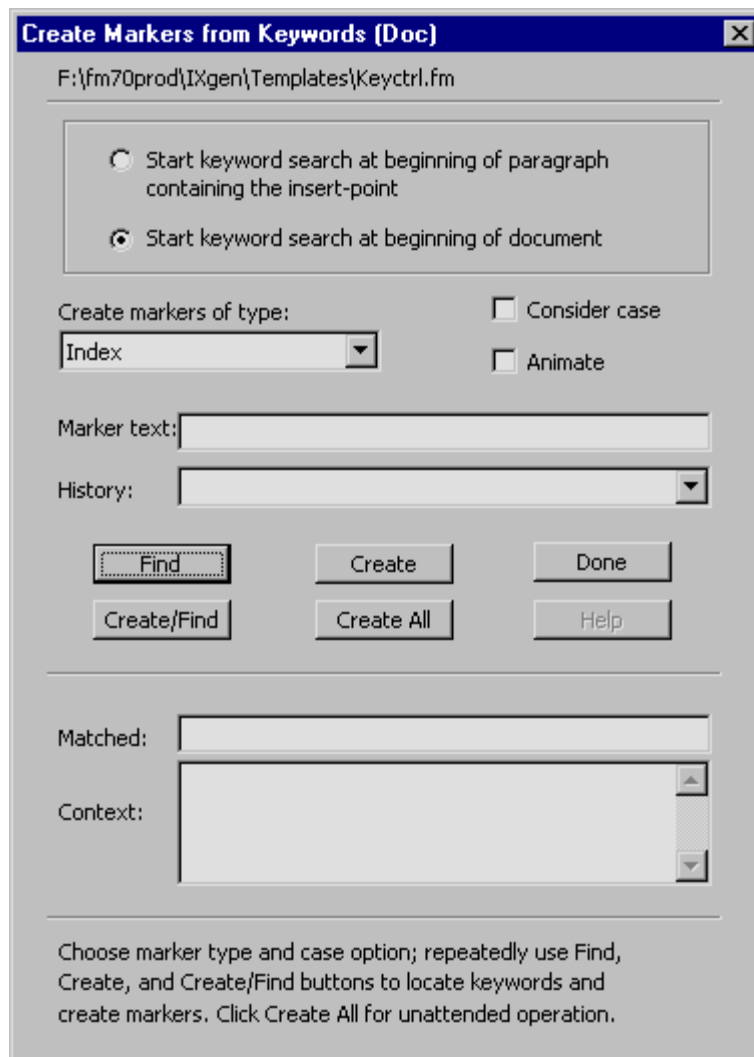 Create Markers from Keywords (Doc)
F:\fm70prod\IXgen\Templates\Keyctrl.fm
Start keyword search at beginning of paragraph
containing the insert-point
Start keyword search at beginning of document
Create markers of type:
Consider case
Index
Animate
Marker text:
History:
Find
Create
Done
Create/Find
Create All
Help
Matched:
Context:
Choose marker type and case option; repeatedly use Find,
Create, and Create/Find buttons to locate keywords and
create markers. Click Create All for unattended operation.